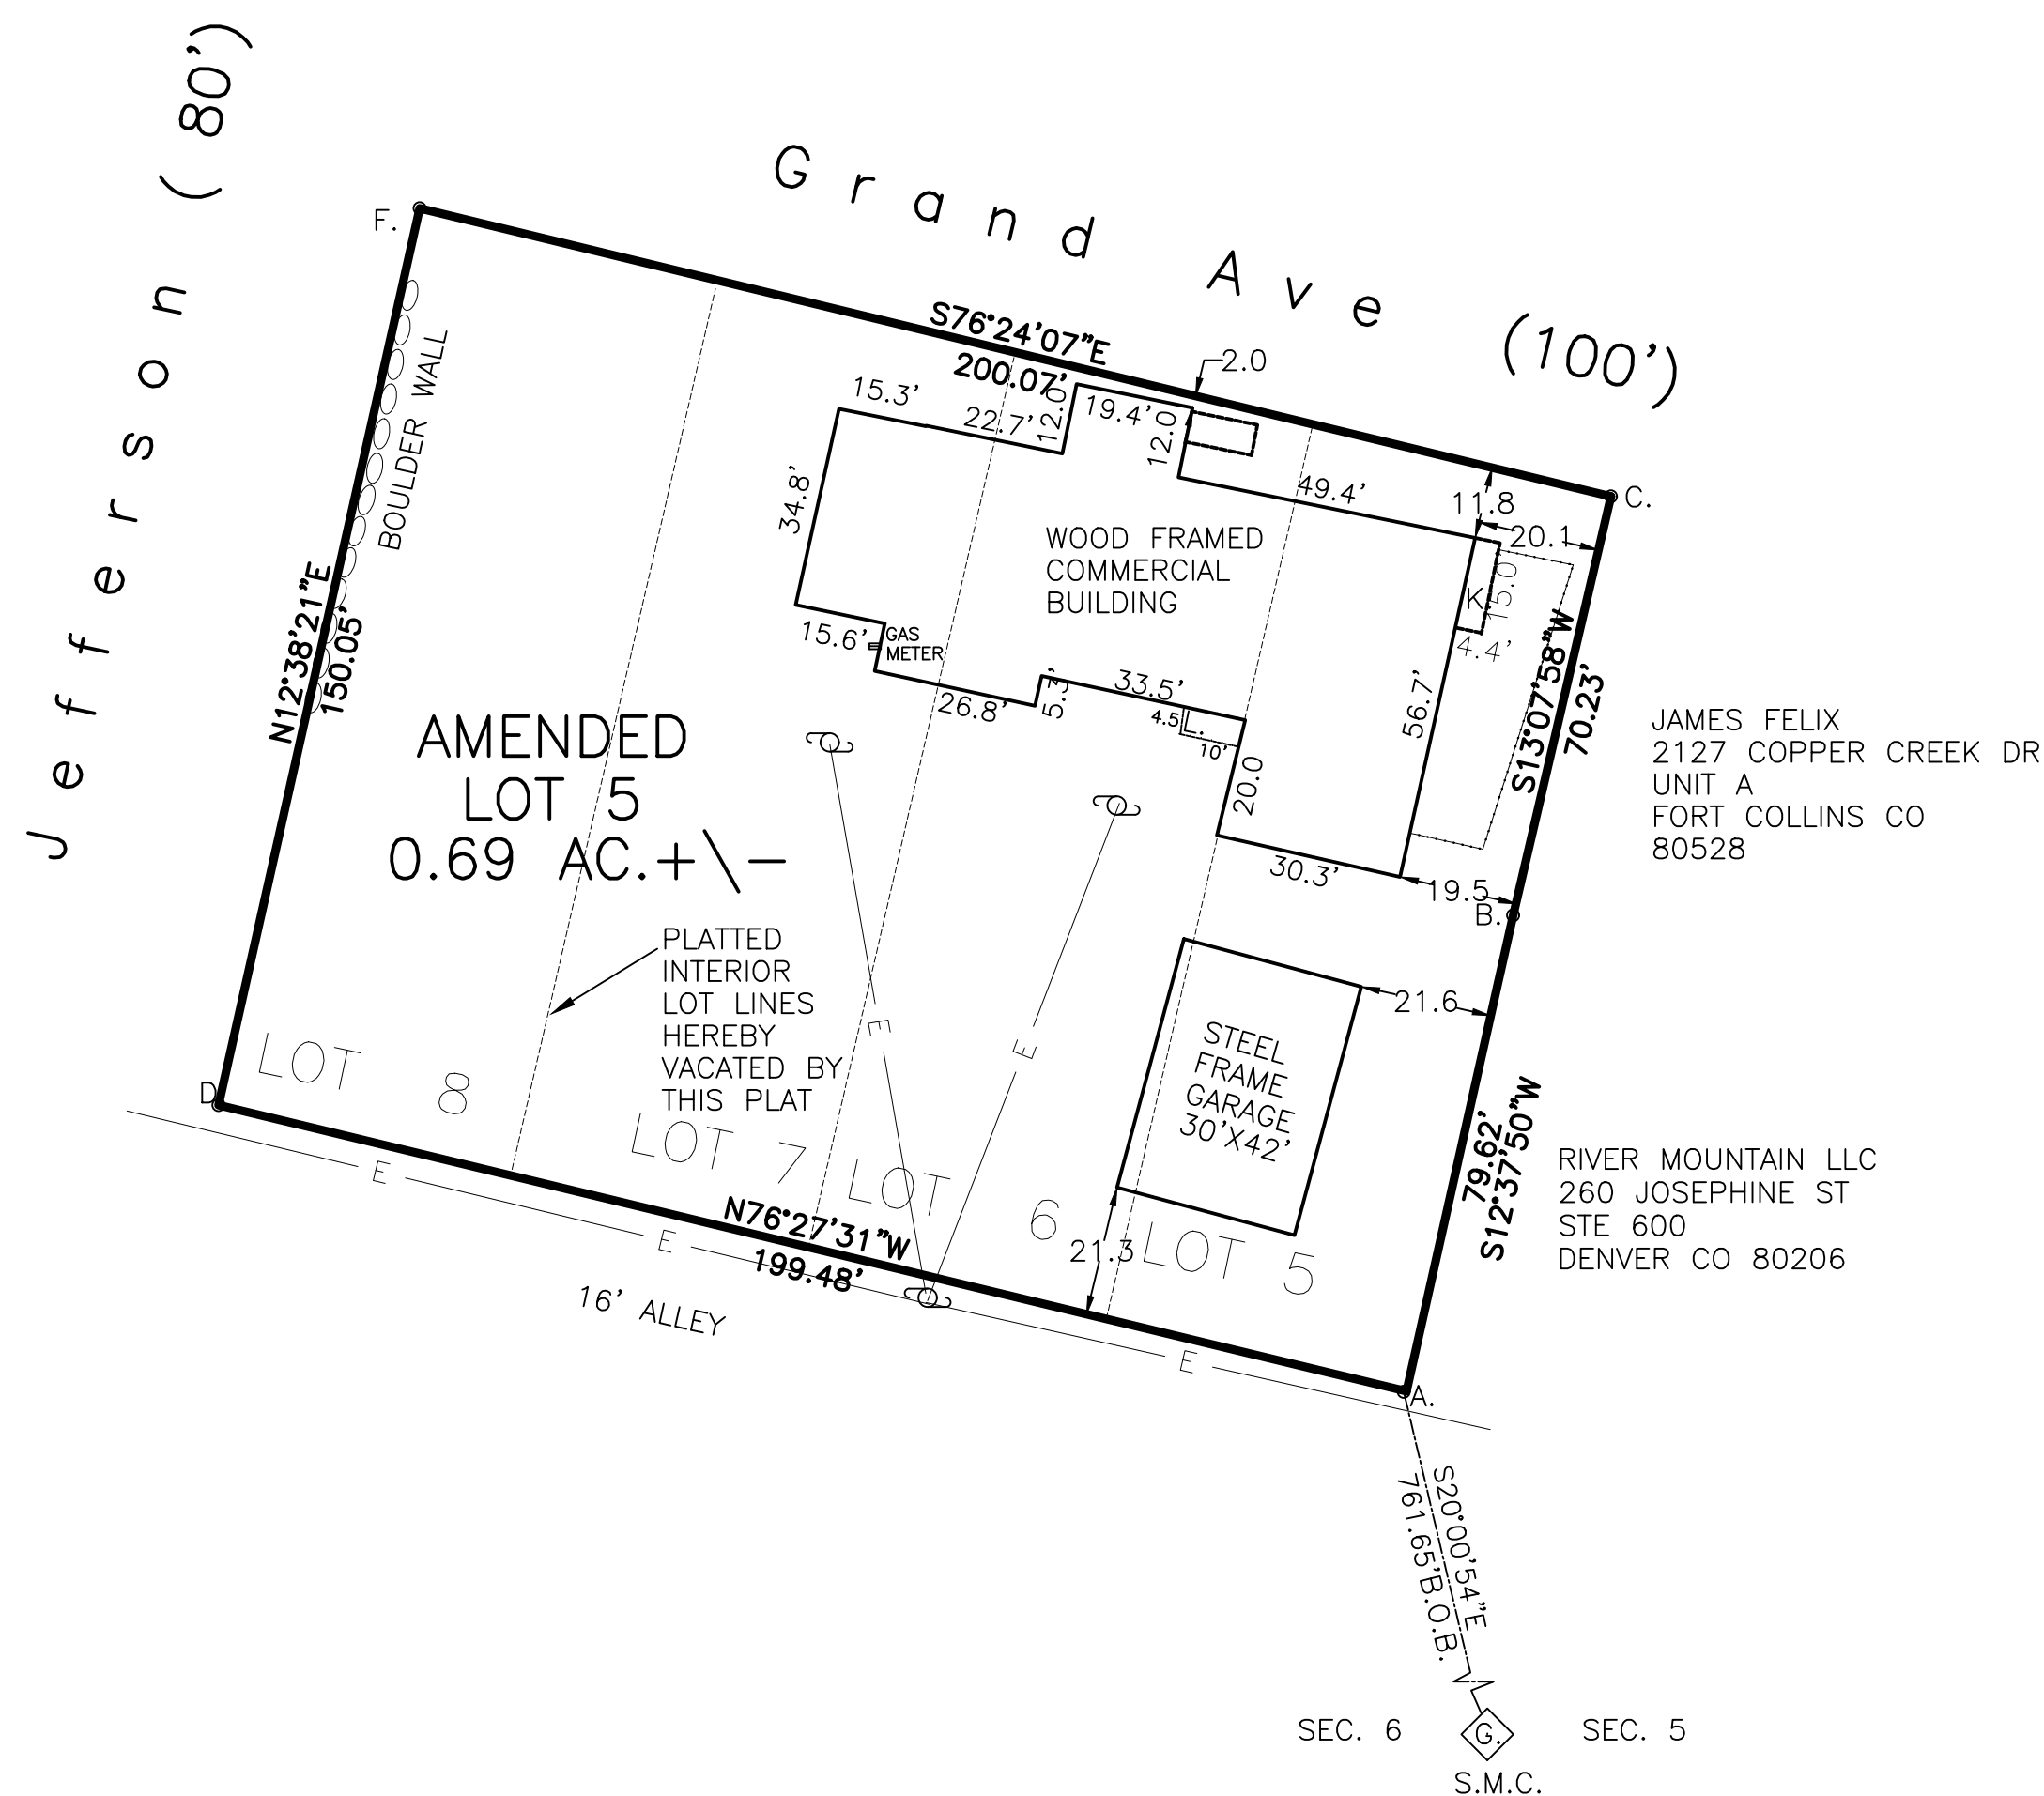 Jefferson ( 80')
Grand Ave (100')
F.
S76°24'07"E
200.07'
2.0
C.
BOULDER WALL
N12°38'21"E
150.05'
15.3'
22.7'
12.0
19.4'
12.0
49.4'
11.8
20.1
34.8'
WOOD FRAMED
COMMERCIAL
BUILDING
K.
15.0
4.4'
15.6'
GAS
METER
26.8'
33.5'
4.5
L.
10'
20.0
56.7'
30.3'
19.5
B.
S13°07'58"W
70.23'
JAMES FELIX
2127 COPPER CREEK DR
UNIT A
FORT COLLINS CO
80528
AMENDED
LOT 5
0.69 AC.+\-
PLATTED
INTERIOR
LOT LINES
HEREBY
VACATED BY
THIS PLAT
E
E
STEEL
FRAME
GARAGE
30'X42'
21.6
21.3
79.62'
S12°37'50"W
RIVER MOUNTAIN LLC
260 JOSEPHINE ST
STE 600
DENVER CO 80206
D.
LOT 8
LOT 7
LOT 6
LOT 5
N76°27'31"W
199.48'
E
E
E
16' ALLEY
A.
S20°00'54"E
761.65'B.O.B.
SEC. 6
G.
SEC. 5
S.M.C.